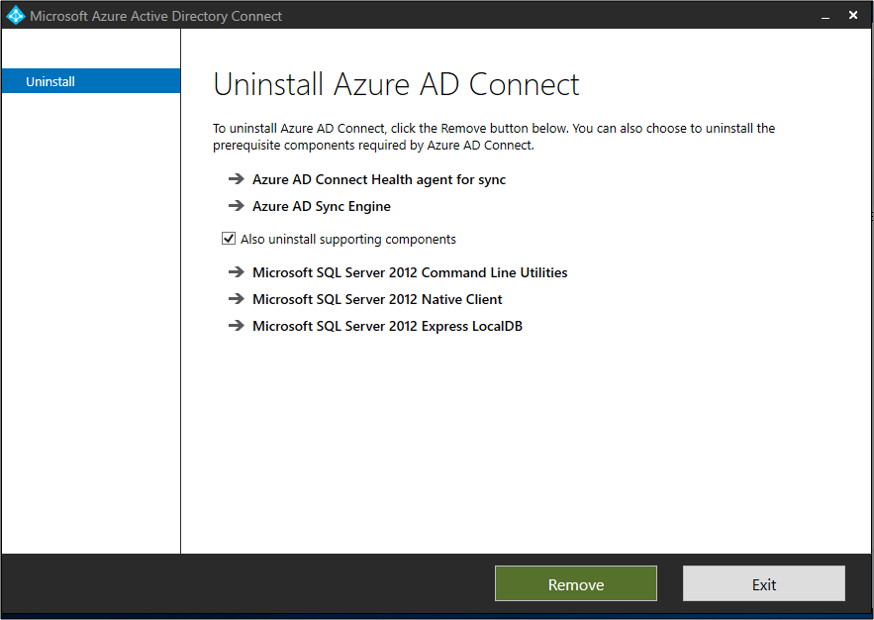 Microsoft Azure Active Directory Connect
Uninstall
Uninstall Azure AD Connect
To uninstall Azure AD Connect, click the Remove button below. You can also choose to uninstall the
prerequisite components required by Azure AD Connect.
Azure AD Connect Health agent for sync
Azure AD Sync Engine
Also uninstall supporting components
Microsoft SQL Server 2012 Command Line Utilities
Microsoft SQL Server 2012 Native Client
Microsoft SQL Server 2012 Express LocalDB
Remove
Exit